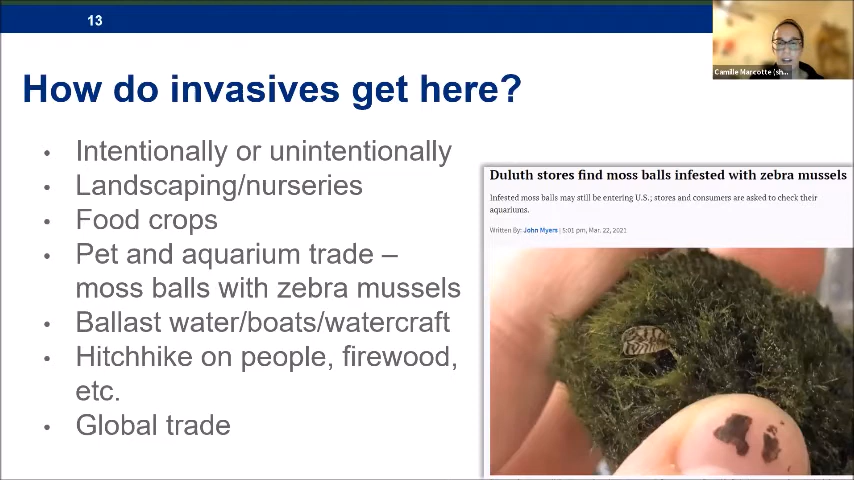 13
Camille Marcotte (sh...
How do invasives get here?
• Intentionally or unintentionally
• Landscaping/nurseries
• Food crops
• Pet and aquarium trade –
moss balls with zebra mussels
• Ballast water/boats/watercraft
• Hitchhike on people, firewood,
etc.
• Global trade
Duluth stores find moss balls infested with zebra mussels
Infested moss balls may still be entering U.S.; stores and consumers are asked to check their
aquariums.
Written By: John Myers | 5:01 pm, Mar. 22, 2021